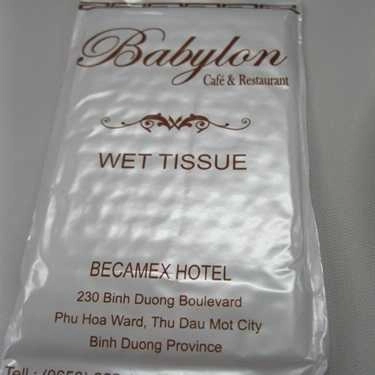 Babylon
Café & Restaurant
WET TISSUE
BECAMEX HOTEL
230 Binh Duong Boulevard
Phu Hoa Ward, Thu Dau Mot City
Binh Duong Province